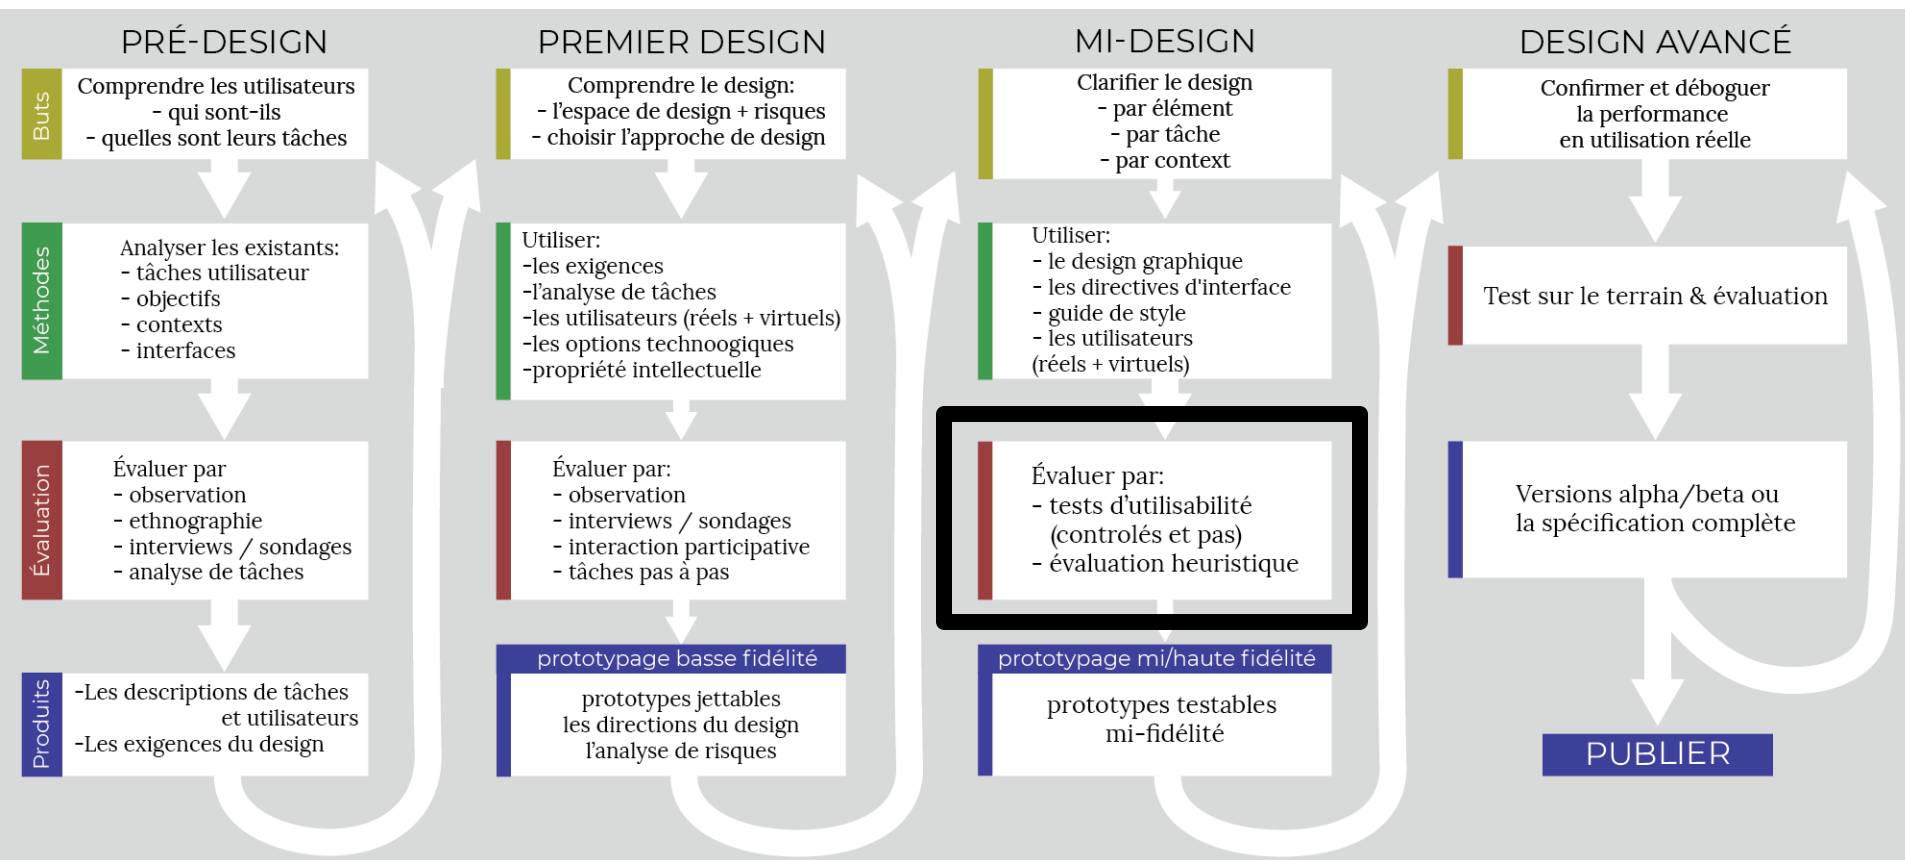 PRÉ-DESIGN
Buts
Comprendre les utilisateurs
- qui sont-ils
- quelles sont leurs tâches
Méthodes
Analyser les existants:
- tâches utilisateur
- objectifs
- contexts
- interfaces
Évaluation
Évaluer par
- observation
- ethnographie
- interviews / sondages
- analyse de tâches
Produits
-Les descriptions de tâches
et utilisateurs
-Les exigences du design
PREMIER DESIGN
Comprendre le design:
- l'espace de design + risques
- choisir l'approche de design
Utiliser:
-les exigences
-l'analyse de tâches
-les utilisateurs (réels + virtuels)
-les options technoogiques
-propriété intellectuelle
Évaluer par:
- observation
- interviews / sondages
- interaction participative
- tâches pas à pas
prototypage basse fidélité
prototypes jettables
les directions du design
l'analyse de risques
MI-DESIGN
Clarifier le design
- par élément
- par tâche
- par context
Utiliser:
- le design graphique
- les directives d'interface
- guide de style
- les utilisateurs
(réels + virtuels)
Évaluer par:
- tests d'utilisabilité
(controlés et pas)
- évaluation heuristique
prototypage mi/haute fidélité
prototypes testables
mi-fidélité
DESIGN AVANCÉ
Confirmer et déboguer
la performance
en utilisation réelle
Test sur le terrain & évaluation
Versions alpha/beta ou
la spécification complète
PUBLIER